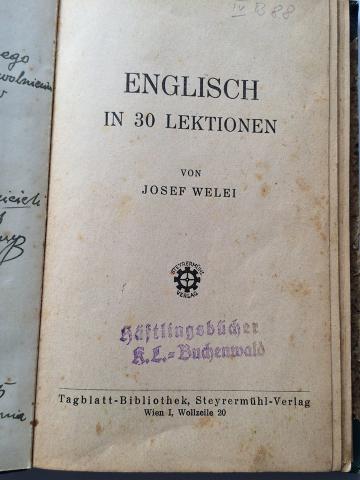 IV B 88
ego
ENGLISCH
IN 30 LEKTIONEN
VON
JOSEF WELEI
STEYRERMÜHL
VERLAG
Häftlingsbücher
K.L.-Buchenwald
Tagblatt-Bibliothek, Steyrermühl-Verlag
Wien I, Wollzeile 20